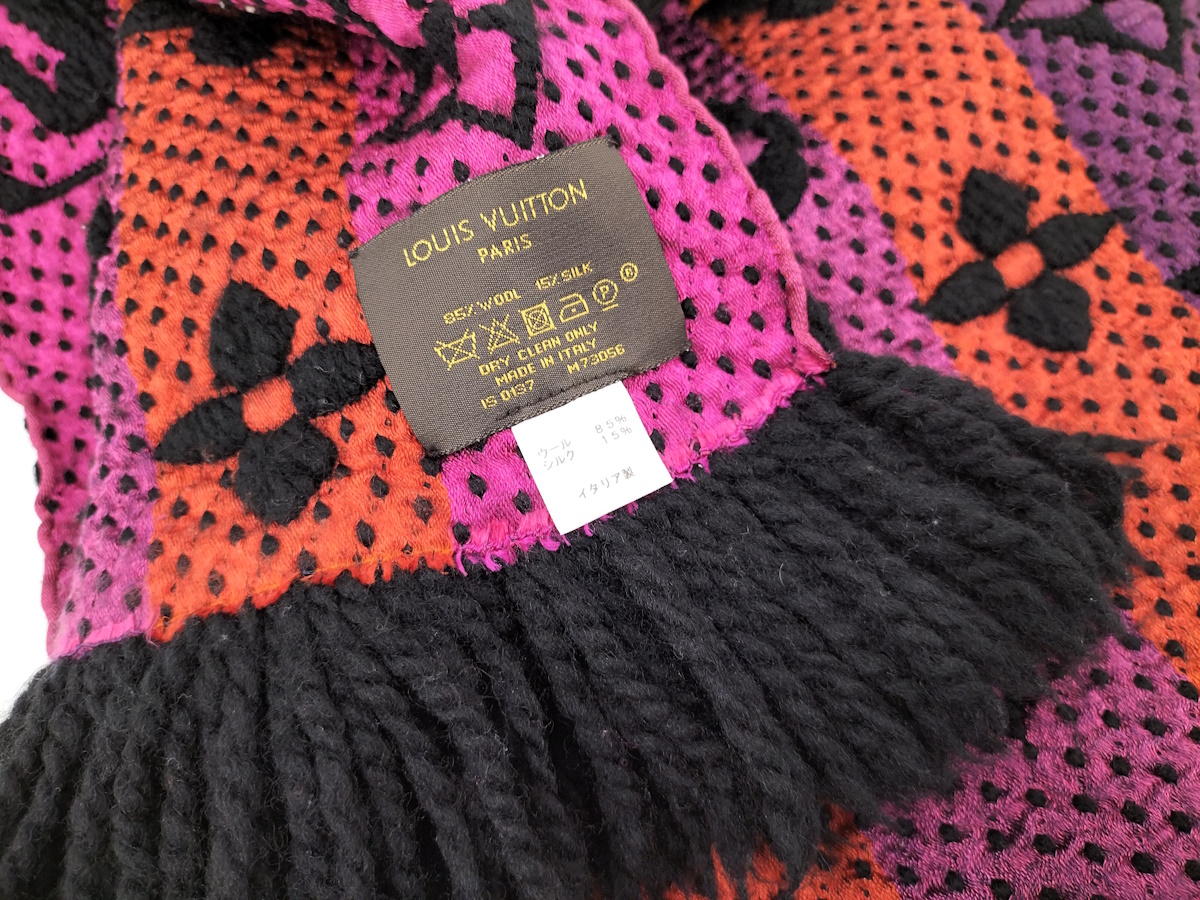 LOUIS VUITTON
PARIS
85% WOOL 15% SILK
P B
DRY CLEAN ONLY
MADE IN ITALY
IS 0137 M73056
ウール 85%
シルク 15%
イタリア製